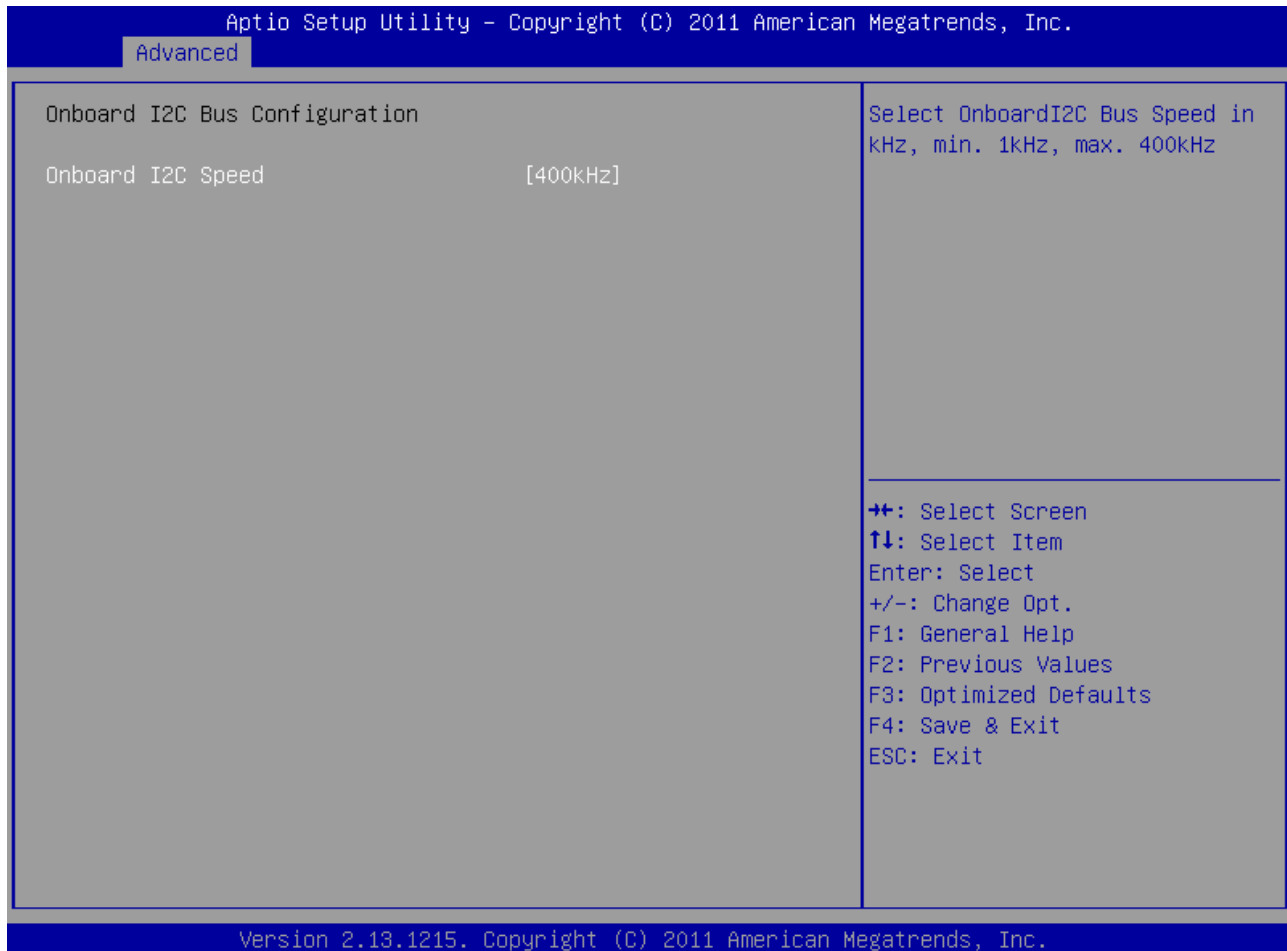 Aptio Setup Utility – Copyright (C) 2011 American Megatrends, Inc.
Advanced
Onboard I2C Bus Configuration
Onboard I2C Speed [400kHz]
Select OnboardI2C Bus Speed in
kHz, min. 1kHz, max. 400kHz
→←: Select Screen
↑↓: Select Item
Enter: Select
+/-: Change Opt.
F1: General Help
F2: Previous Values
F3: Optimized Defaults
F4: Save & Exit
ESC: Exit
Version 2.13.1215. Copyright (C) 2011 American Megatrends, Inc.